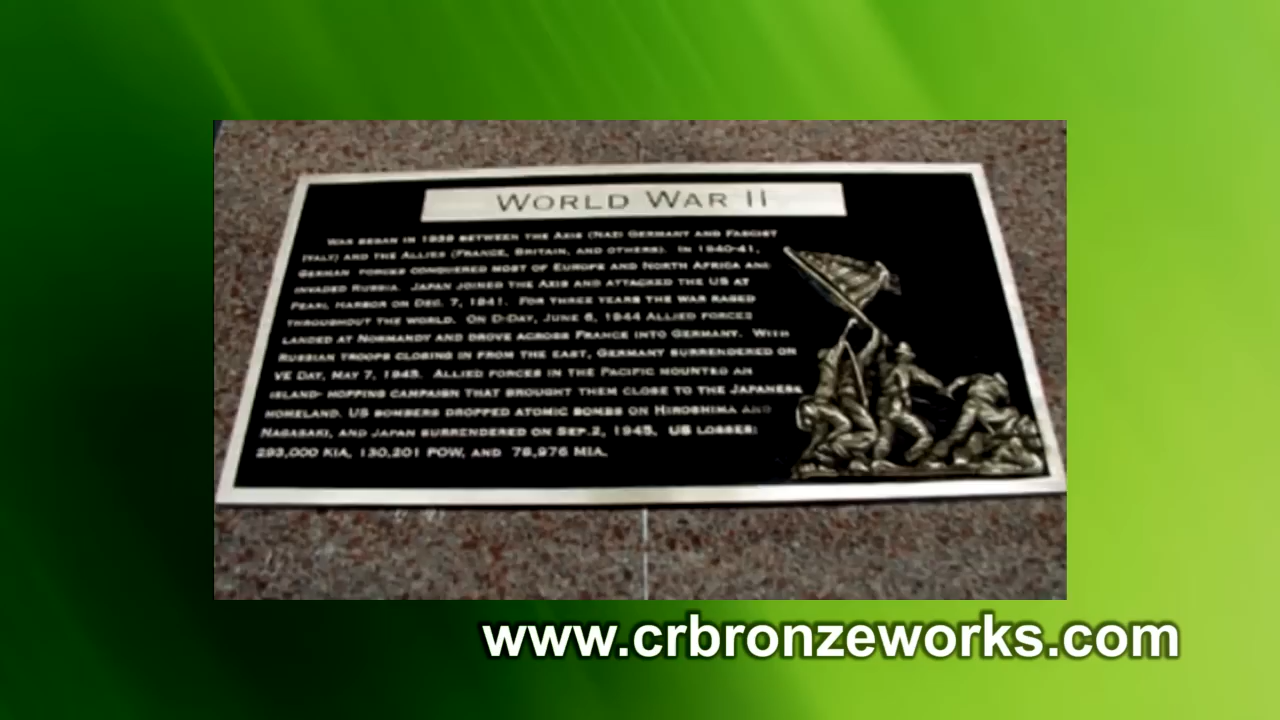 WORLD WAR II
WAR BEGAN IN 1939 BETWEEN THE AXIS (NAZI GERMANY AND FASCIST
ITALY) AND THE ALLIES (FRANCE, BRITAIN, AND OTHERS). IN 1940-41,
GERMAN FORCES CONQUERED MOST OF EUROPE AND NORTH AFRICA AND
INVADED RUSSIA. JAPAN JOINED THE AXIS AND ATTACKED THE US AT
PEARL HARBOR ON DEC. 7, 1941. FOR THREE YEARS THE WAR RAGED
THROUGHOUT THE WORLD. ON D-DAY, JUNE 6, 1944 ALLIED FORCES
LANDED AT NORMANDY AND DROVE ACROSS FRANCE INTO GERMANY. WITH
RUSSIAN TROOPS CLOSING IN FROM THE EAST, GERMANY SURRENDERED ON
VE DAY, MAY 7, 1945. ALLIED FORCES IN THE PACIFIC MOUNTED AN
ISLAND- HOPPING CAMPAIGN THAT BROUGHT THEM CLOSE TO THE JAPANESE
HOMELAND. US BOMBERS DROPPED ATOMIC BOMBS ON HIROSHIMA AND
NAGASAKI, AND JAPAN SURRENDERED ON SEP.2, 1945. US LOSSES:
293,000 KIA, 130,201 POW, AND 78,976 MIA.
www.crbronzeworks.com